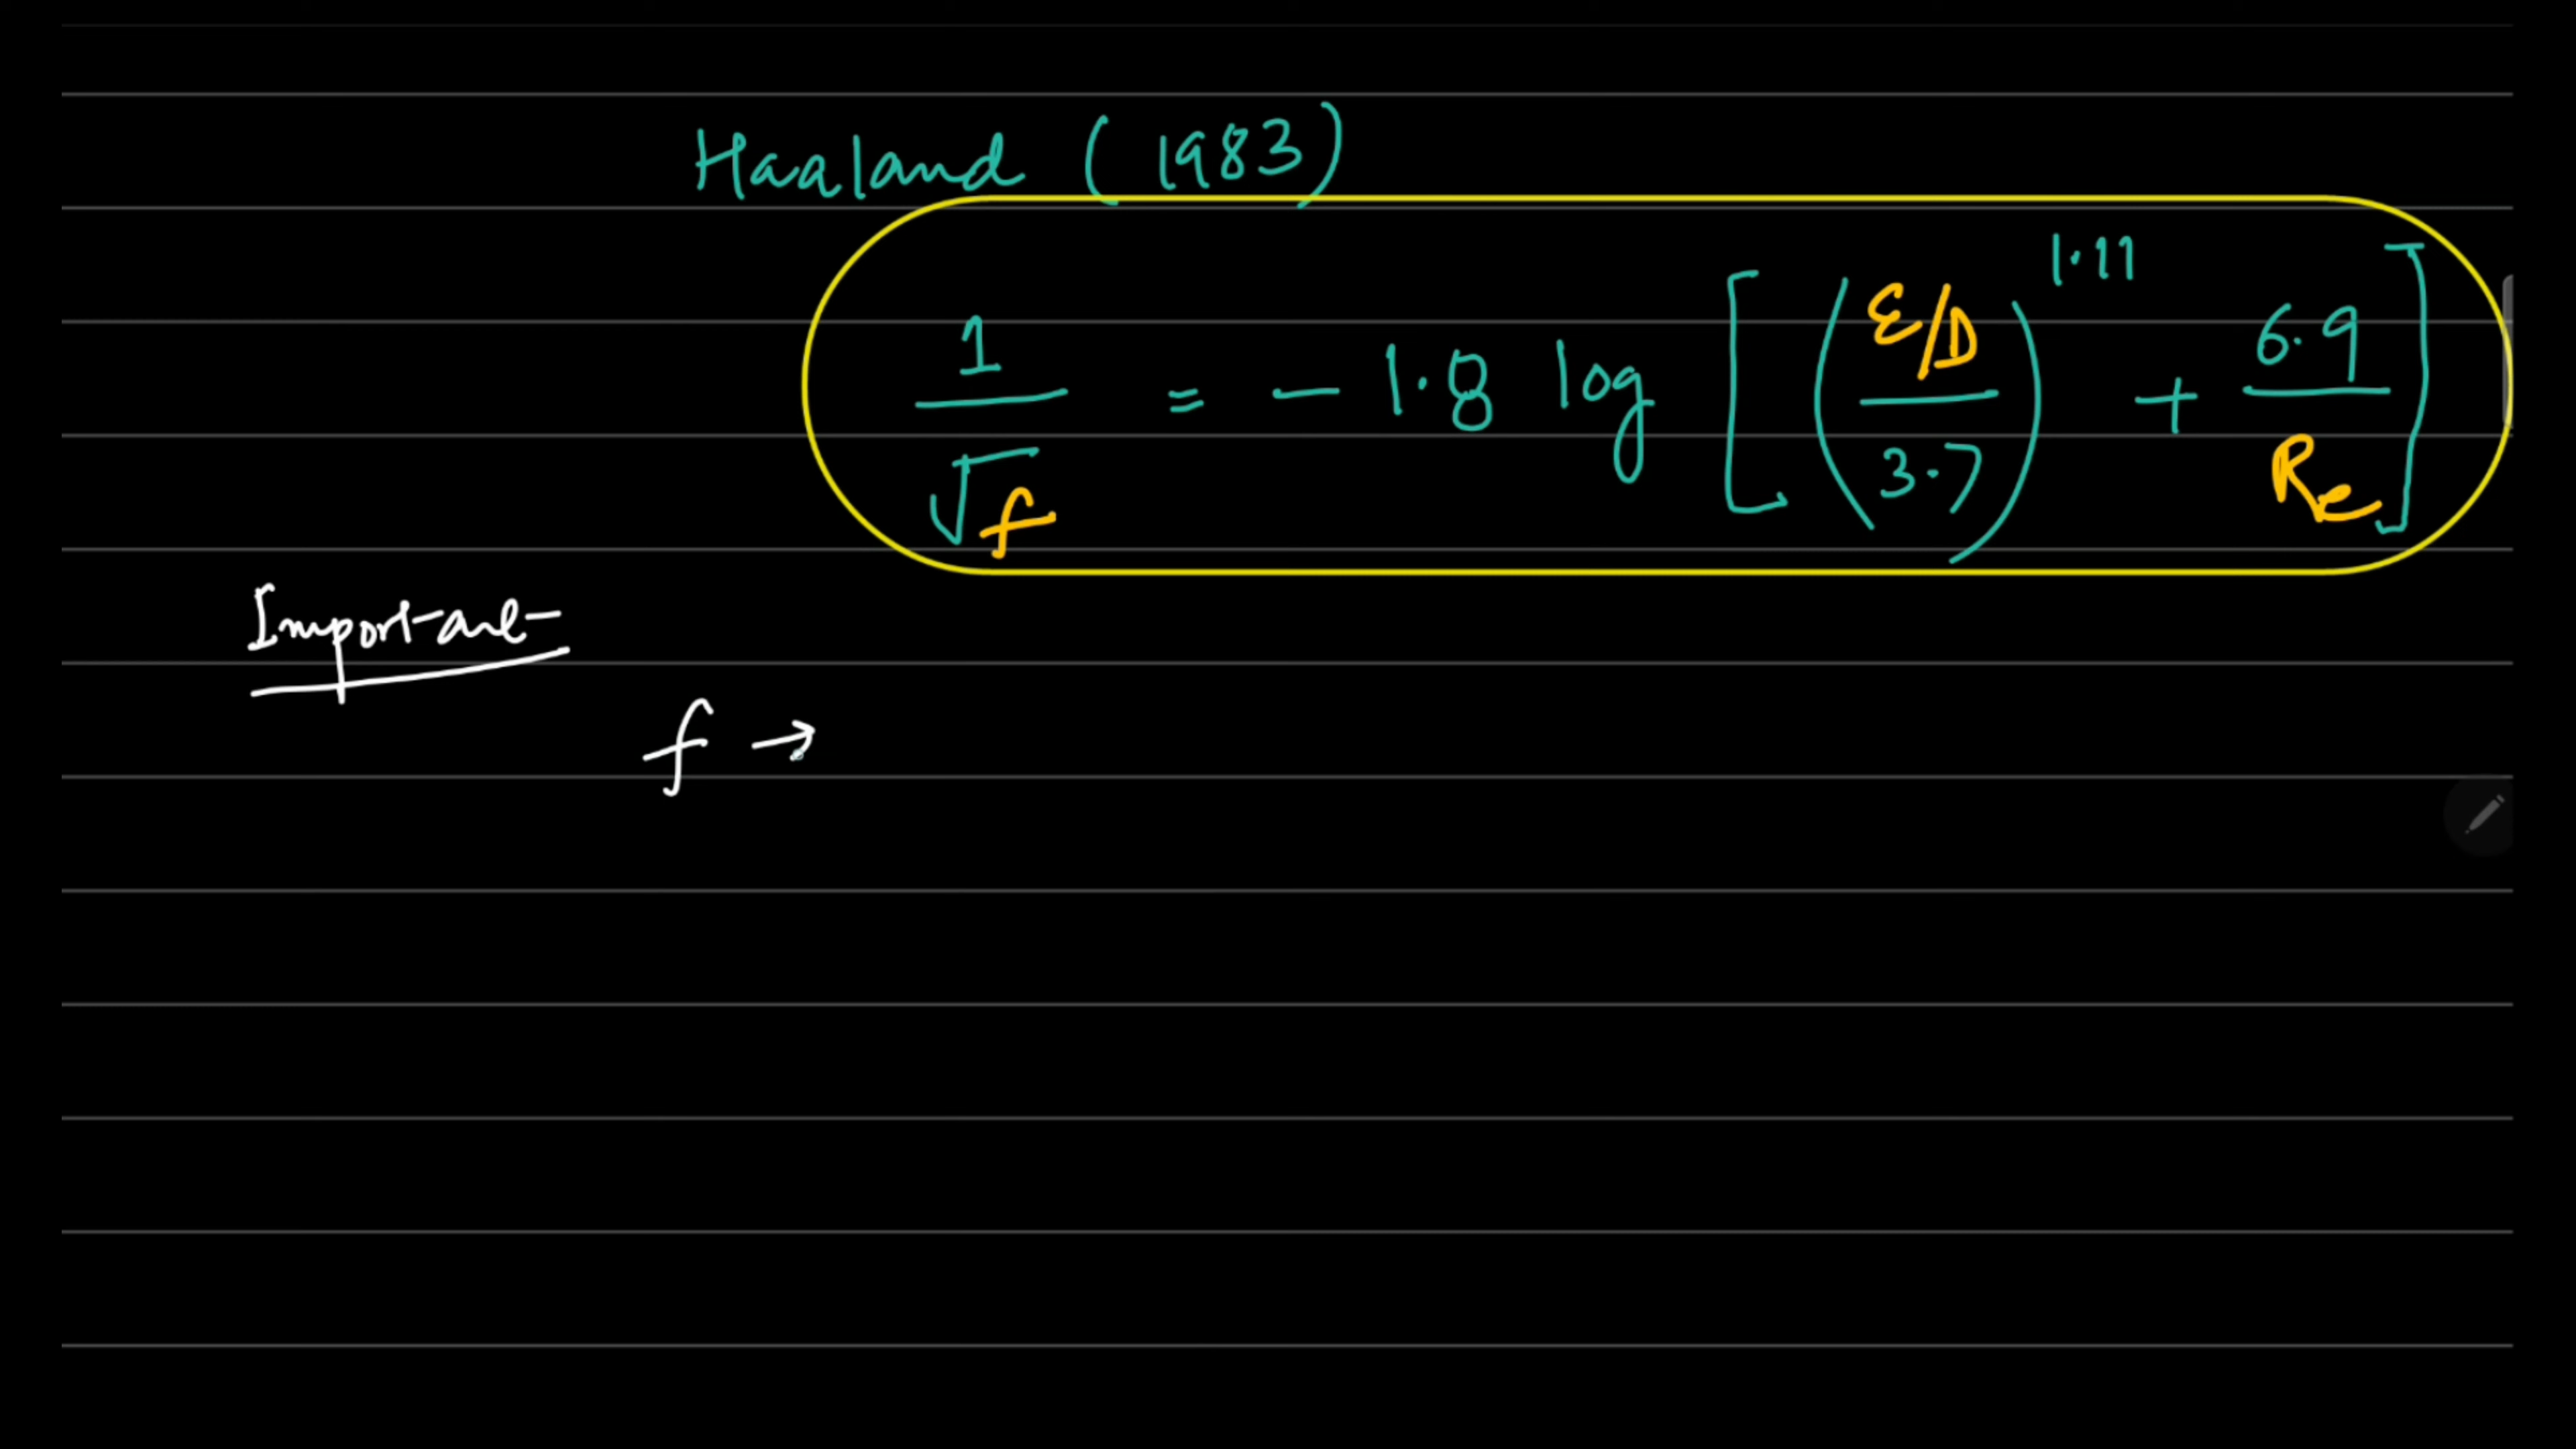 Haaland (1983)
1/√f = - 1.8 log [ ( (ε/D)/3.7 )^1.11 + 6.9/Re ]
Important
f →